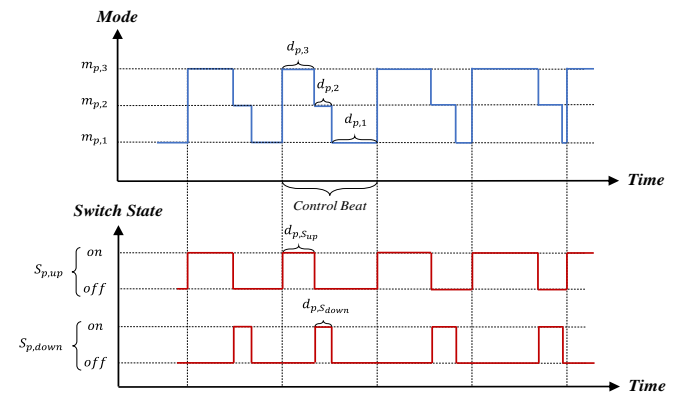 Mode
m_{p,3}
d_{p,3}
m_{p,2}
d_{p,2}
m_{p,1}
d_{p,1}
Time
Control Beat
Switch State
d_{p,S_{up}}
S_{p,up}
on
off
d_{p,S_{down}}
S_{p,down}
on
off
Time